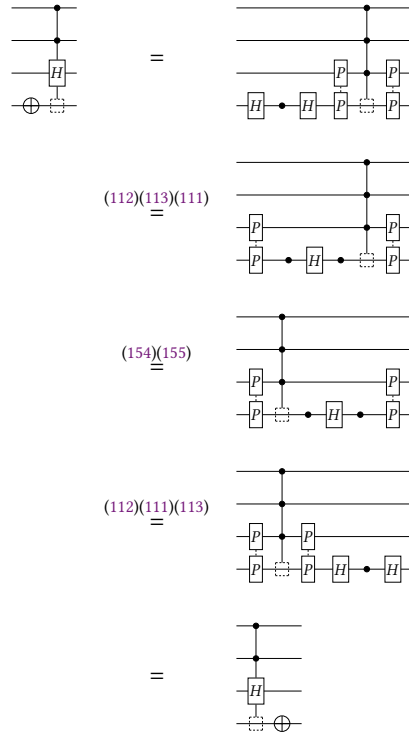 H
=
P P
H H P P
(112)(113)(111)
=
P P
P H P
(154)(155)
=
P P
P H P
(112)(111)(113)
=
P P
P P H H
=
H